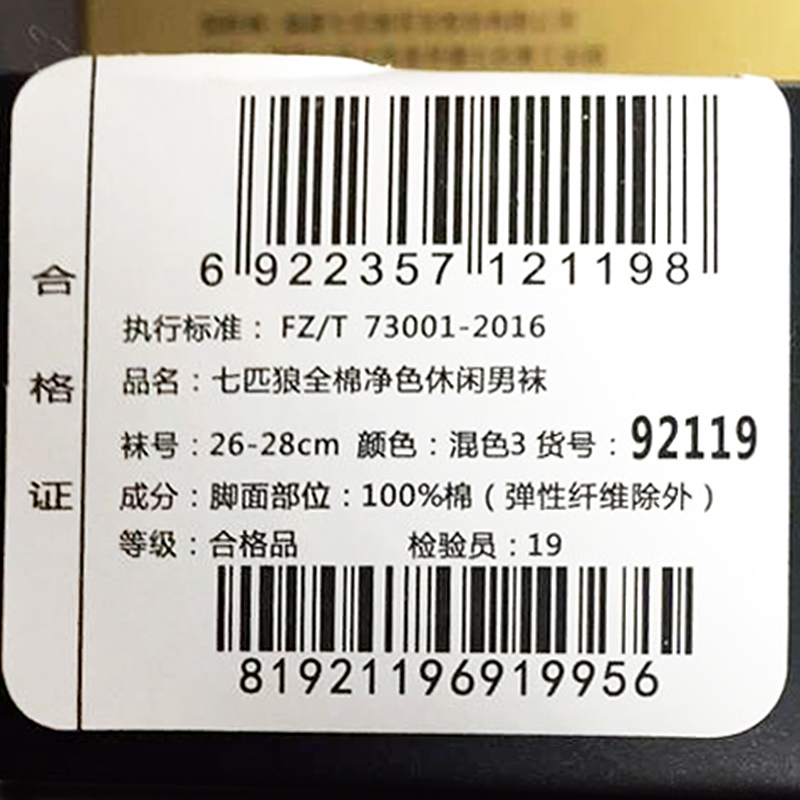 合格证
6 922357 121198
执行标准： FZ/T 73001-2016
品名：七匹狼全棉净色休闲男袜
袜号：26-28cm 颜色：混色3 货号：92119
成分：脚面部位：100%棉（弹性纤维除外）
等级：合格品 检验员：19
81921196919956